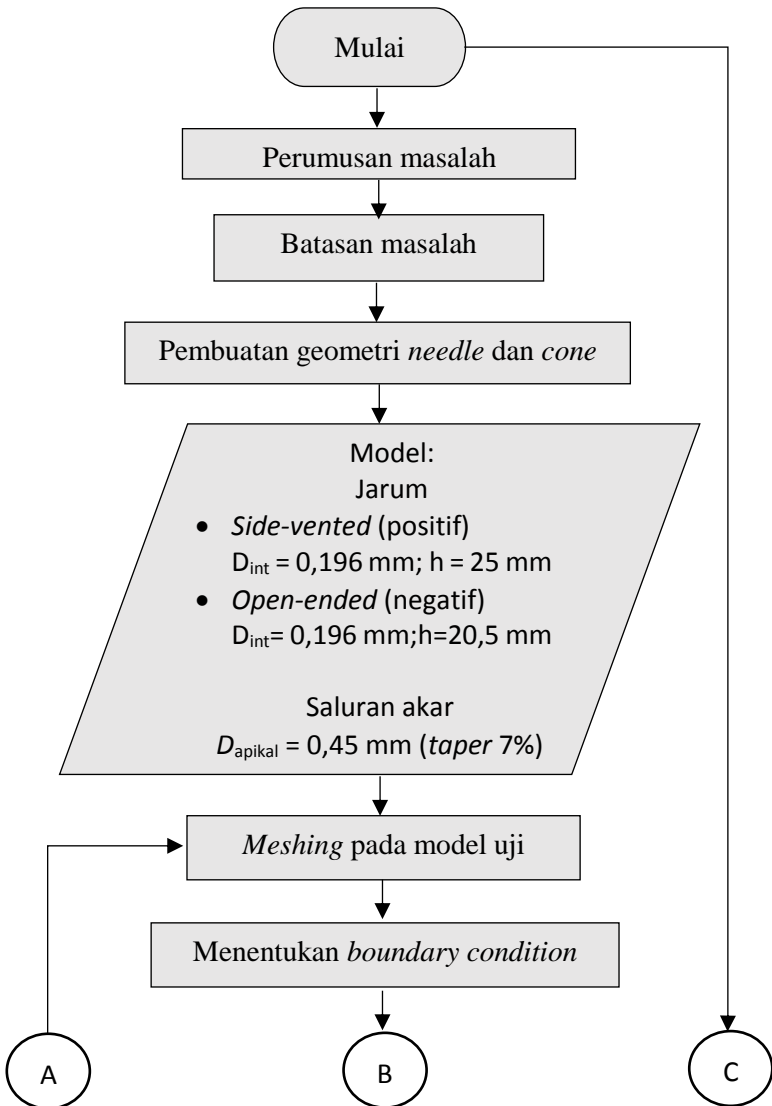 Mulai
Perumusan masalah
Batasan masalah
Pembuatan geometri needle dan cone
Model:
Jarum
• Side-vented (positif)
Dint = 0,196 mm; h = 25 mm
• Open-ended (negatif)
Dint= 0,196 mm;h=20,5 mm
Saluran akar
Dapikal = 0,45 mm (taper 7%)
Meshing pada model uji
Menentukan boundary condition
A
B
C